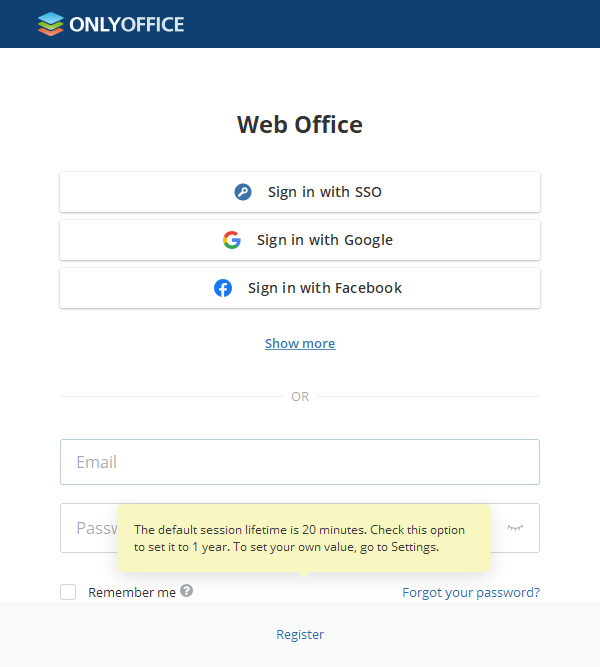 ONLYOFFICE
Web Office
Sign in with SSO
Sign in with Google
Sign in with Facebook
Show more
OR
Email
Passw
The default session lifetime is 20 minutes. Check this option
to set it to 1 year. To set your own value, go to Settings.
Remember me ?
Forgot your password?
Register